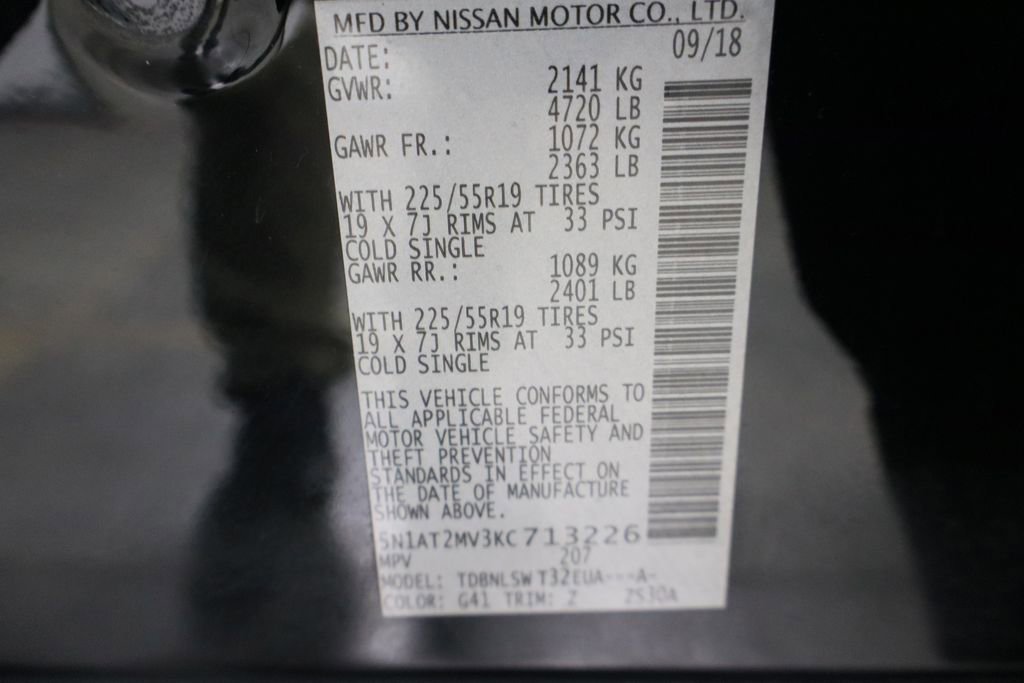 MFD BY NISSAN MOTOR CO., LTD.
DATE: 09/18
GVWR: 2141 KG
4720 LB
GAWR FR.: 1072 KG
2363 LB
WITH 225/55R19 TIRES
19 X 7J RIMS AT 33 PSI
COLD SINGLE
GAWR RR.: 1089 KG
2401 LB
WITH 225/55R19 TIRES
19 X 7J RIMS AT 33 PSI
COLD SINGLE
THIS VEHICLE CONFORMS TO
ALL APPLICABLE FEDERAL
MOTOR VEHICLE SAFETY AND
THEFT PREVENTION
STANDARDS IN EFFECT ON
THE DATE OF MANUFACTURE
SHOWN ABOVE.
5N1AT2MV3KC713226
MPV 207
MODEL: TDBNLSW T32EUA---A-
COLOR: G41 TRIM: Z ZS30A